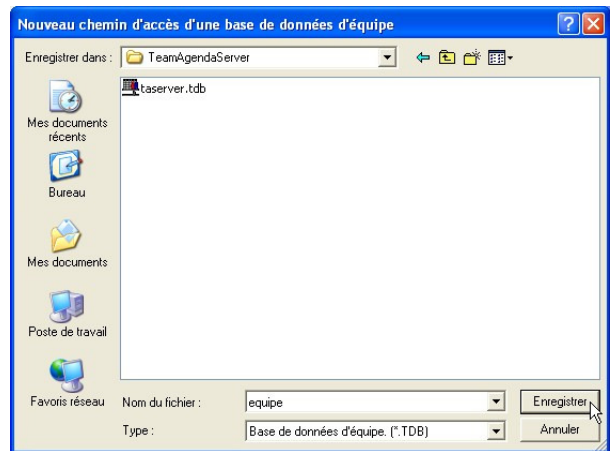 Nouveau chemin d'accès d'une base de données d'équipe
Enregistrer dans :
TeamAgendaServer
taserver.tdb
Mes documents
récents
Bureau
Mes documents
Poste de travail
Favoris réseau
Nom du fichier :
equipe
Enregistrer
Type :
Base de données d'équipe. (*.TDB)
Annuler